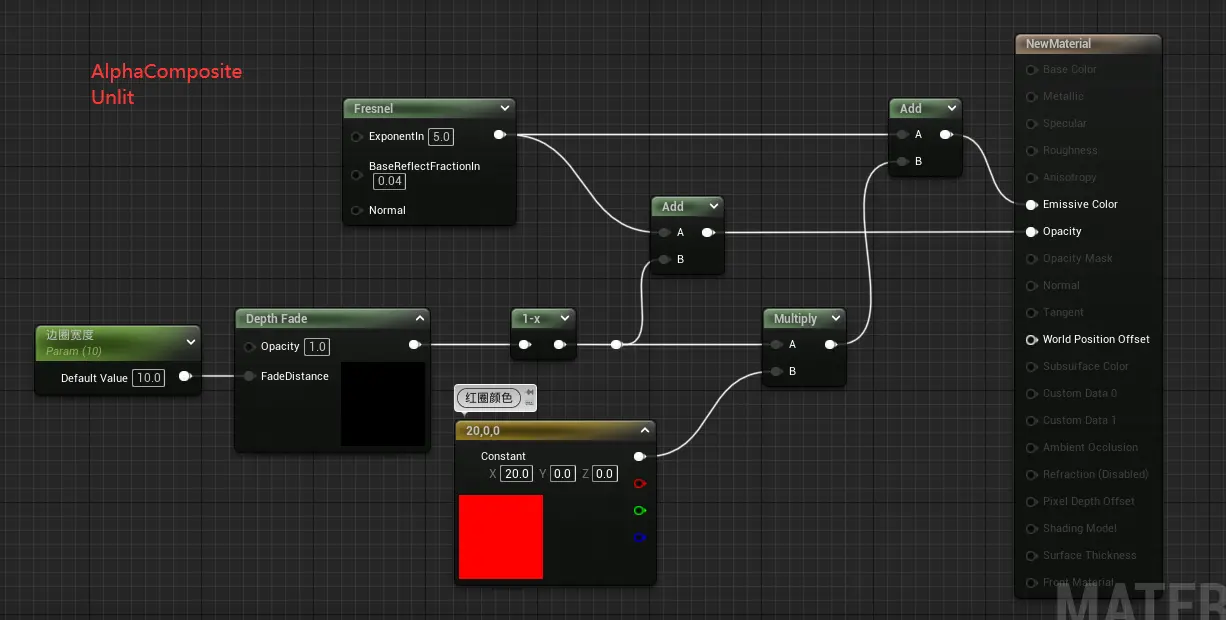 AlphaComposite
Unlit
Fresnel
ExponentIn 5.0
BaseReflectFractionIn
0.04
Normal
Add
A
B
Add
A
B
边圈宽度
Param (10)
Default Value 10.0
Depth Fade
Opacity 1.0
FadeDistance
1-x
Multiply
A
B
红圈颜色
20,0,0
Constant
X 20.0 Y 0.0 Z 0.0
NewMaterial
Base Color
Metallic
Specular
Roughness
Anisotropy
Emissive Color
Opacity
Opacity Mask
Normal
Tangent
World Position Offset
Subsurface Color
Custom Data 0
Custom Data 1
Ambient Occlusion
Refraction (Disabled)
Pixel Depth Offset
Shading Model
Surface Thickness
Front Material
MATER